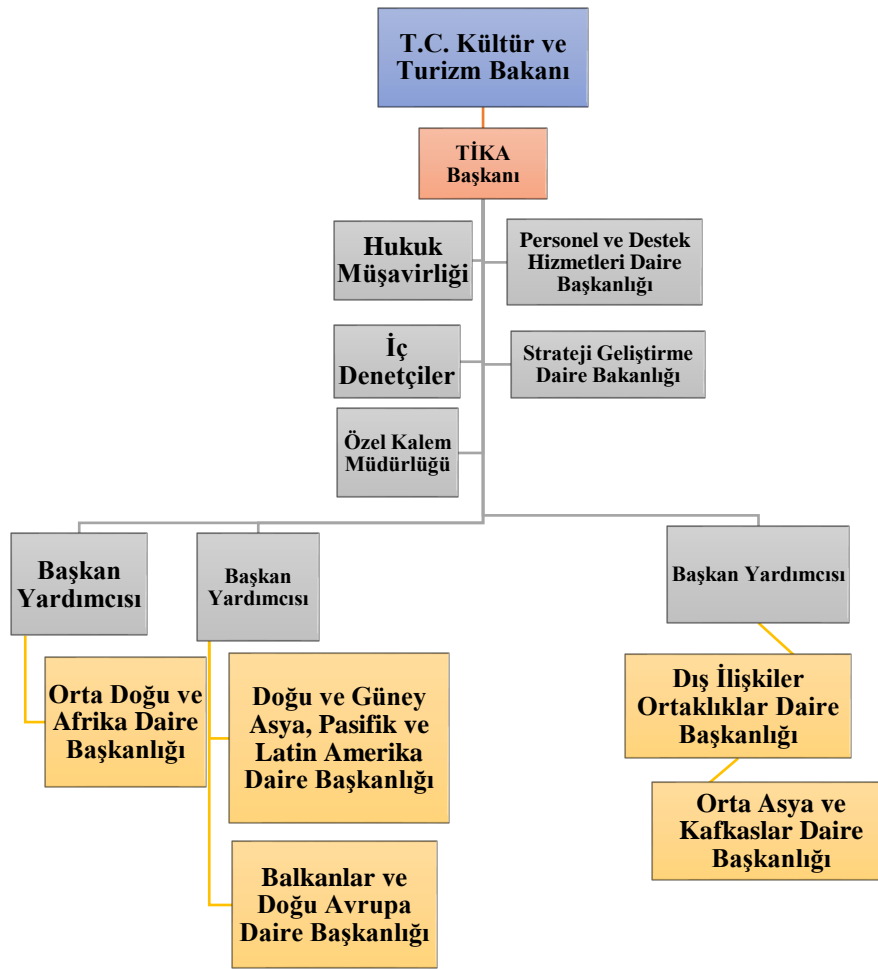 T.C. Kültür ve
Turizm Bakanı
TİKA
Başkanı
Hukuk
Müşavirliği
Personel ve Destek
Hizmetleri Daire
Başkanlığı
İç
Denetçiler
Strateji Geliştirme
Daire Bakanlığı
Özel Kalem
Müdürlüğü
Başkan
Yardımcısı
Başkan
Yardımcısı
Başkan Yardımcısı
Orta Doğu ve
Afrika Daire
Başkanlığı
Doğu ve Güney
Asya, Pasifik ve
Latin Amerika
Daire Başkanlığı
Balkanlar ve
Doğu Avrupa
Daire Başkanlığı
Dış İlişkiler
Ortaklıklar Daire
Başkanlığı
Orta Asya ve
Kafkaslar Daire
Başkanlığı